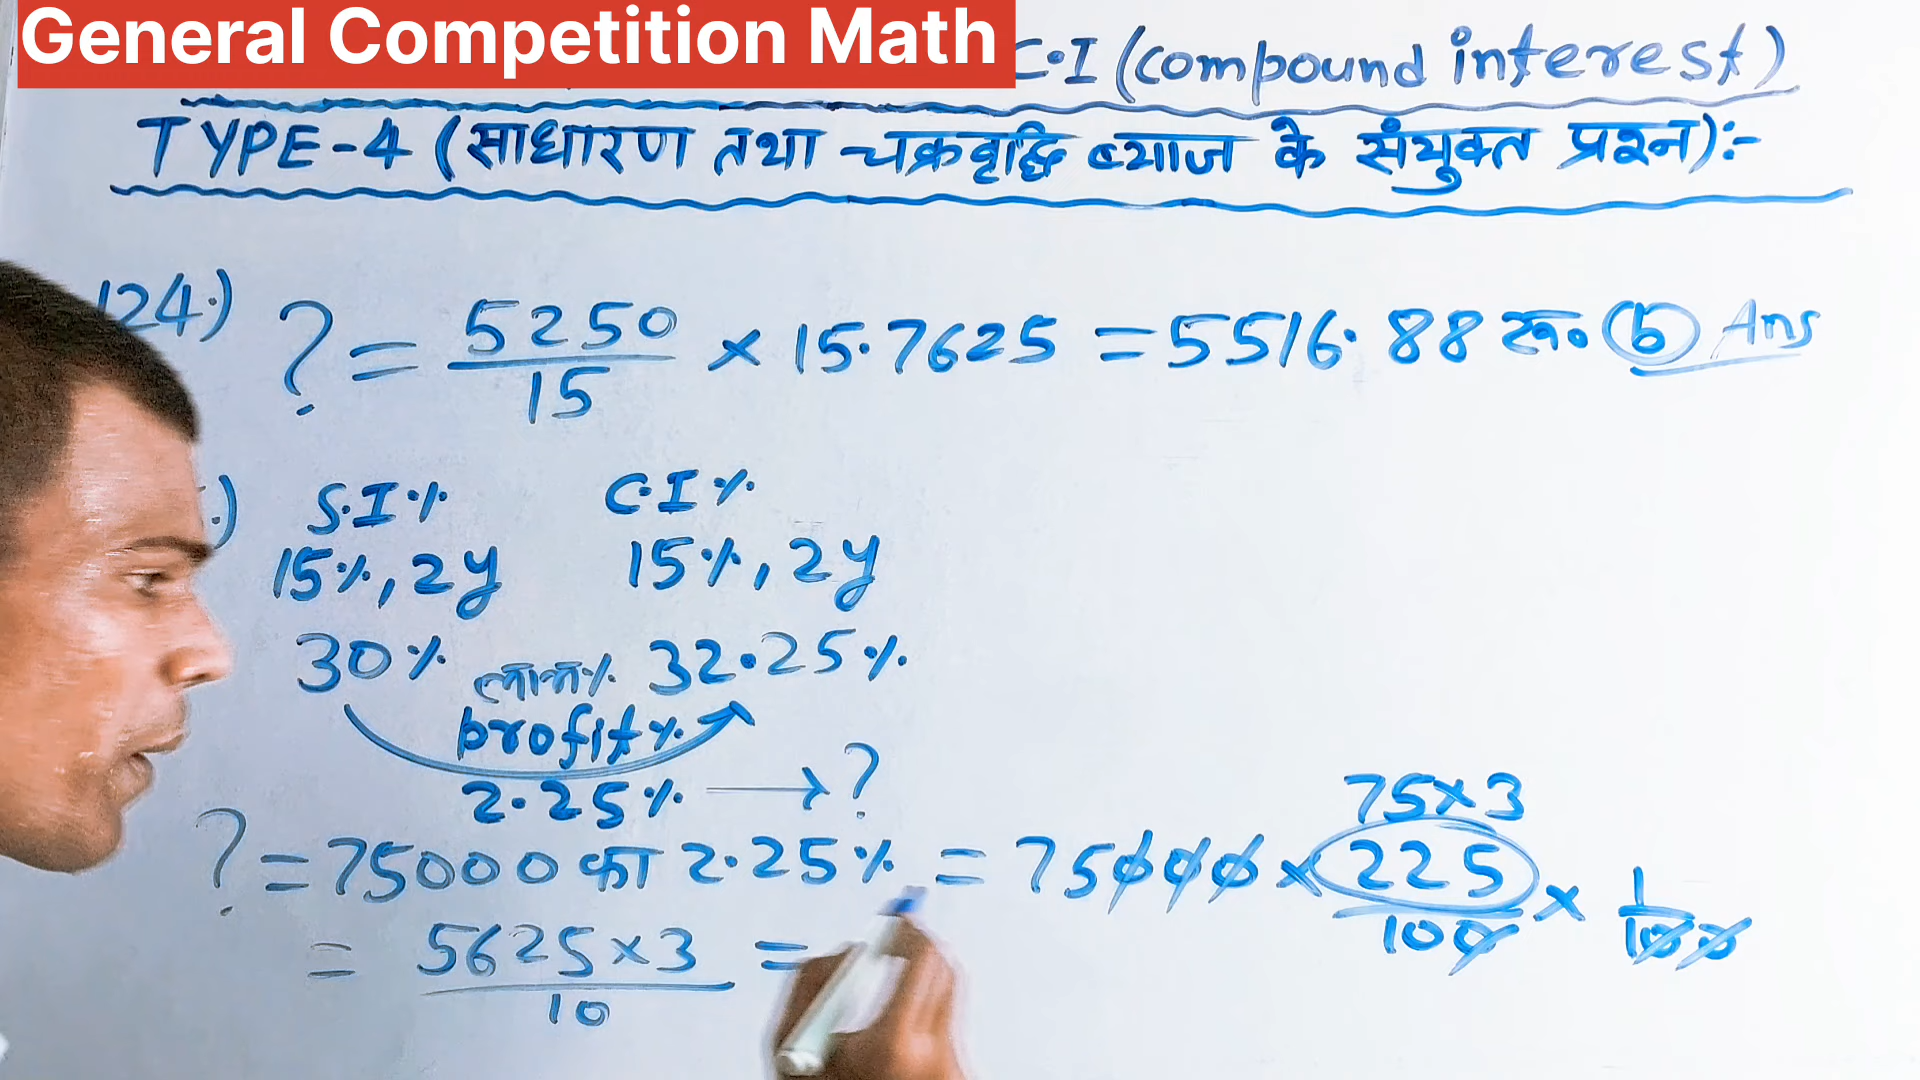 General Competition Math
C.I (compound interest)
TYPE-4 (साधारण तथा चक्रवृद्धि ब्याज के संयुक्त प्रश्न):-
124.) ? = 5250/15 × 15.7625 = 5516.88 रू. (b) Ans
.) S.I% C.I%
15%, 2y 15%, 2y
30% लाभ% 32.25%
profit%
2.25% → ?
75×3
? = 75000 का 2.25% = 75000 × 225/100 × 1/100
= 5625×3/10 =